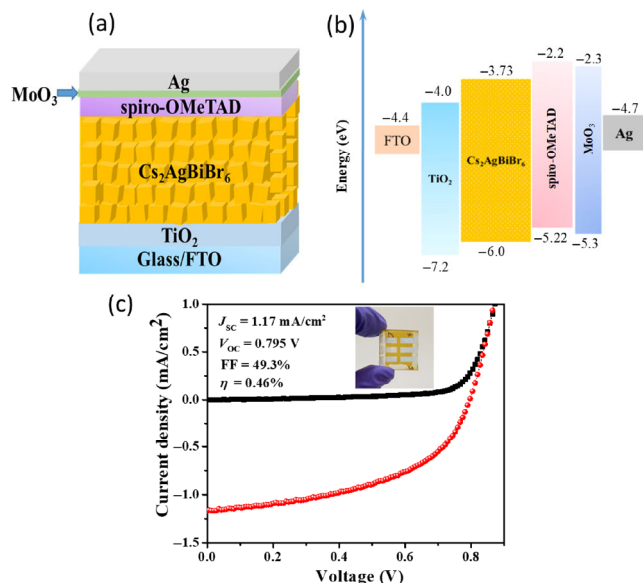 (a)
Ag
MoO₃
spiro-OMeTAD
Cs₂AgBiBr₆
TiO₂
Glass/FTO
(b)
Energy (eV)
−4.4
FTO
−4.0
TiO₂
−7.2
−3.73
Cs₂AgBiBr₆
−6.0
−2.2
spiro-OMeTAD
−5.22
−2.3
MoO₃
−5.3
−4.7
Ag
(c)
Current density (mA/cm²)
1.0
0.5
0.0
−0.5
−1.0
−1.5
J_SC = 1.17 mA/cm²
V_OC = 0.795 V
FF = 49.3%
η = 0.46%
0.0
0.2
0.4
0.6
0.8
Voltage (V)